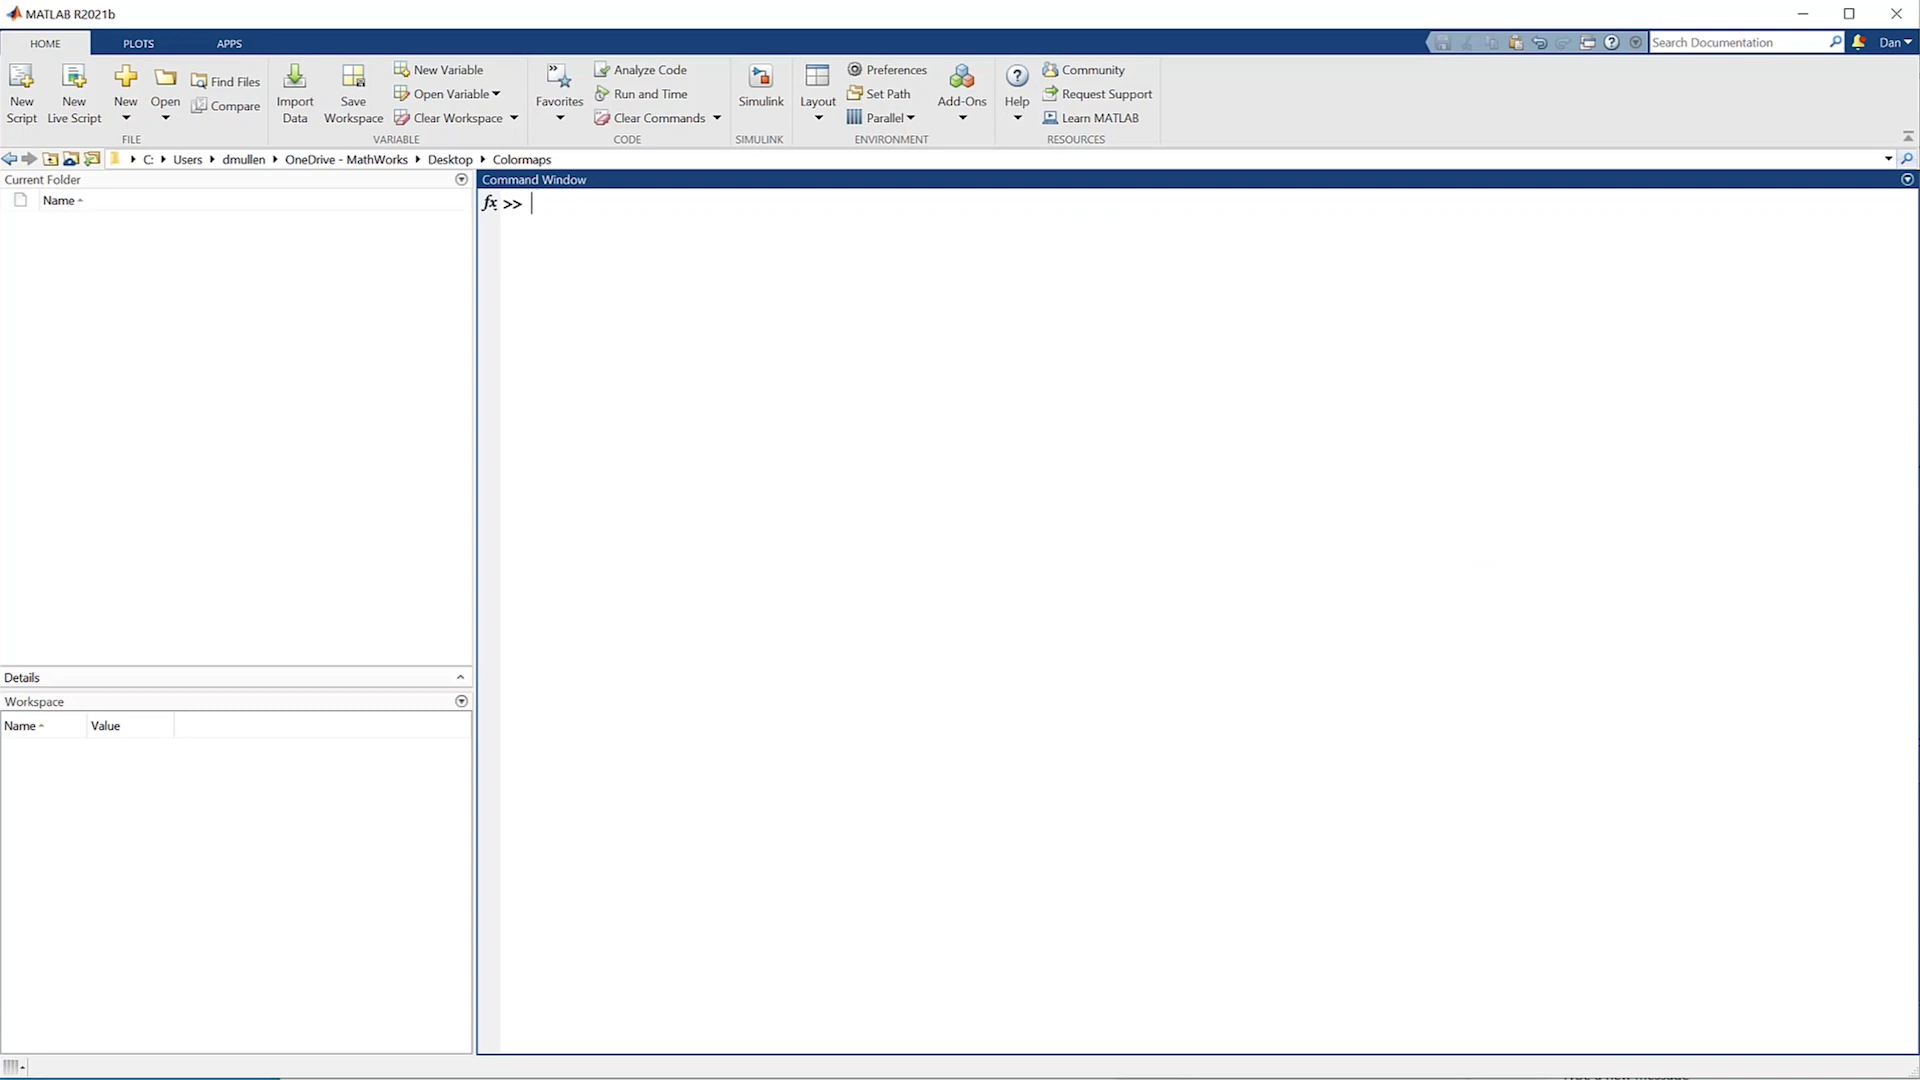 MATLAB R2021b
HOME PLOTS APPS
Search Documentation
Dan
New Script
New Live Script
New
Open
Find Files
Compare
FILE
Import Data
Save Workspace
New Variable
Open Variable
Clear Workspace
VARIABLE
Favorites
Analyze Code
Run and Time
Clear Commands
CODE
Simulink
SIMULINK
Layout
Preferences
Set Path
Parallel
Add-Ons
ENVIRONMENT
Help
Community
Request Support
Learn MATLAB
RESOURCES
C: Users dmullen OneDrive - MathWorks Desktop Colormaps
Current Folder
Name
Command Window
fx >>
Details
Workspace
Name Value